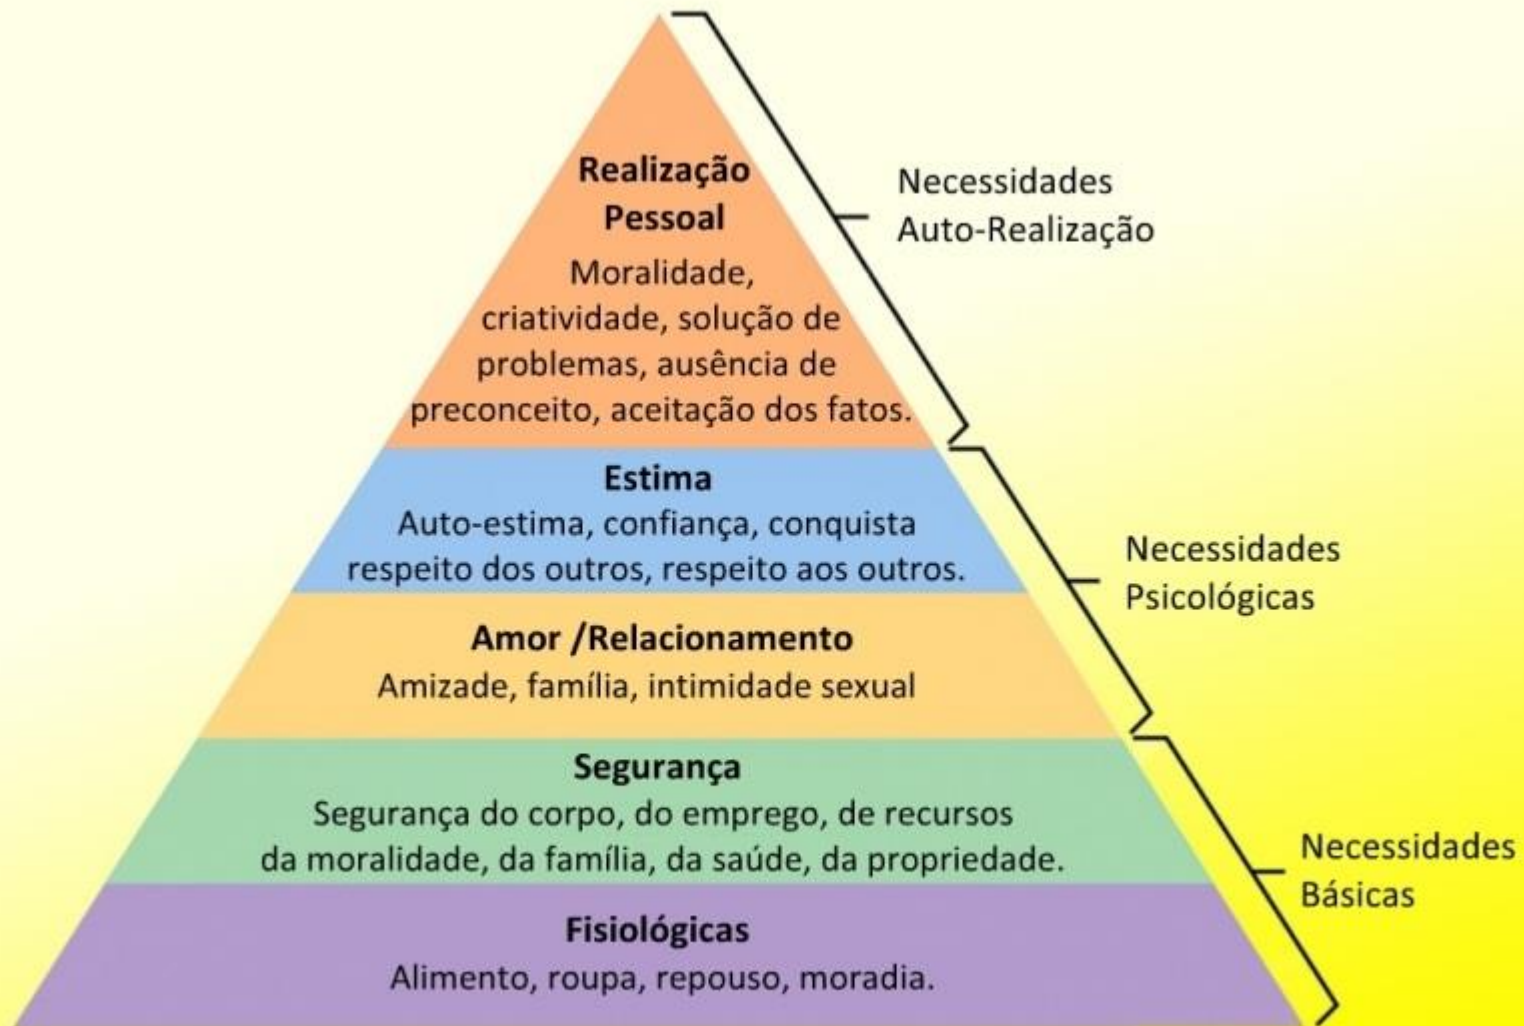 Realização
Pessoal
Moralidade,
criatividade, solução de
problemas, ausência de
preconceito, aceitação dos fatos.
Necessidades
Auto-Realização
Estima
Auto-estima, confiança, conquista
respeito dos outros, respeito aos outros.
Amor /Relacionamento
Amizade, família, intimidade sexual
Necessidades
Psicológicas
Segurança
Segurança do corpo, do emprego, de recursos
da moralidade, da família, da saúde, da propriedade.
Fisiológicas
Alimento, roupa, repouso, moradia.
Necessidades
Básicas